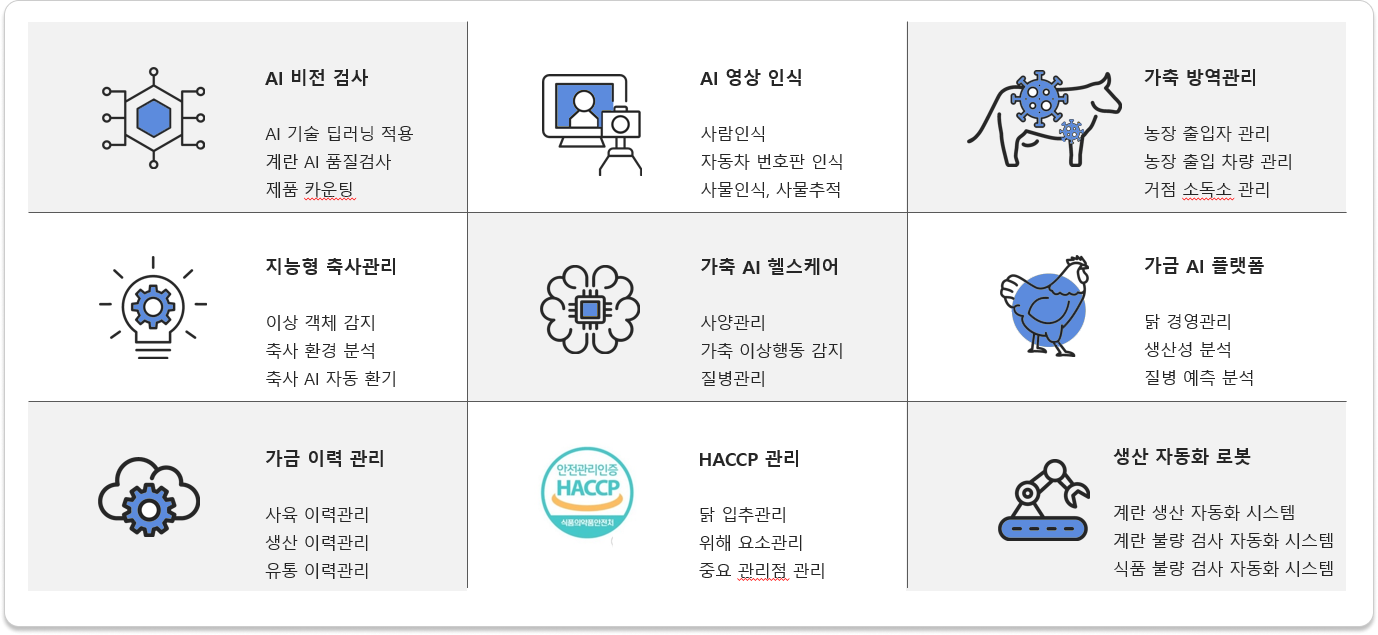 AI 비전 검사
AI 기술 딥러닝 적용
계란 AI 품질검사
제품 카운팅
AI 영상 인식
사람인식
자동차 번호판 인식
사물인식, 사물추적
가축 방역관리
농장 출입자 관리
농장 출입 차량 관리
거점 소독소 관리
지능형 축사관리
이상 객체 감지
축사 환경 분석
축사 AI 자동 환기
가축 AI 헬스케어
사양관리
가축 이상행동 감지
질병관리
가금 AI 플랫폼
닭 경영관리
생산성 분석
질병 예측 분석
가금 이력 관리
사육 이력관리
생산 이력관리
유통 이력관리
안전관리인증
HACCP
식품의약품안전처
HACCP 관리
닭 입추관리
위해 요소관리
중요 관리점 관리
생산 자동화 로봇
계란 생산 자동화 시스템
계란 불량 검사 자동화 시스템
식품 불량 검사 자동화 시스템